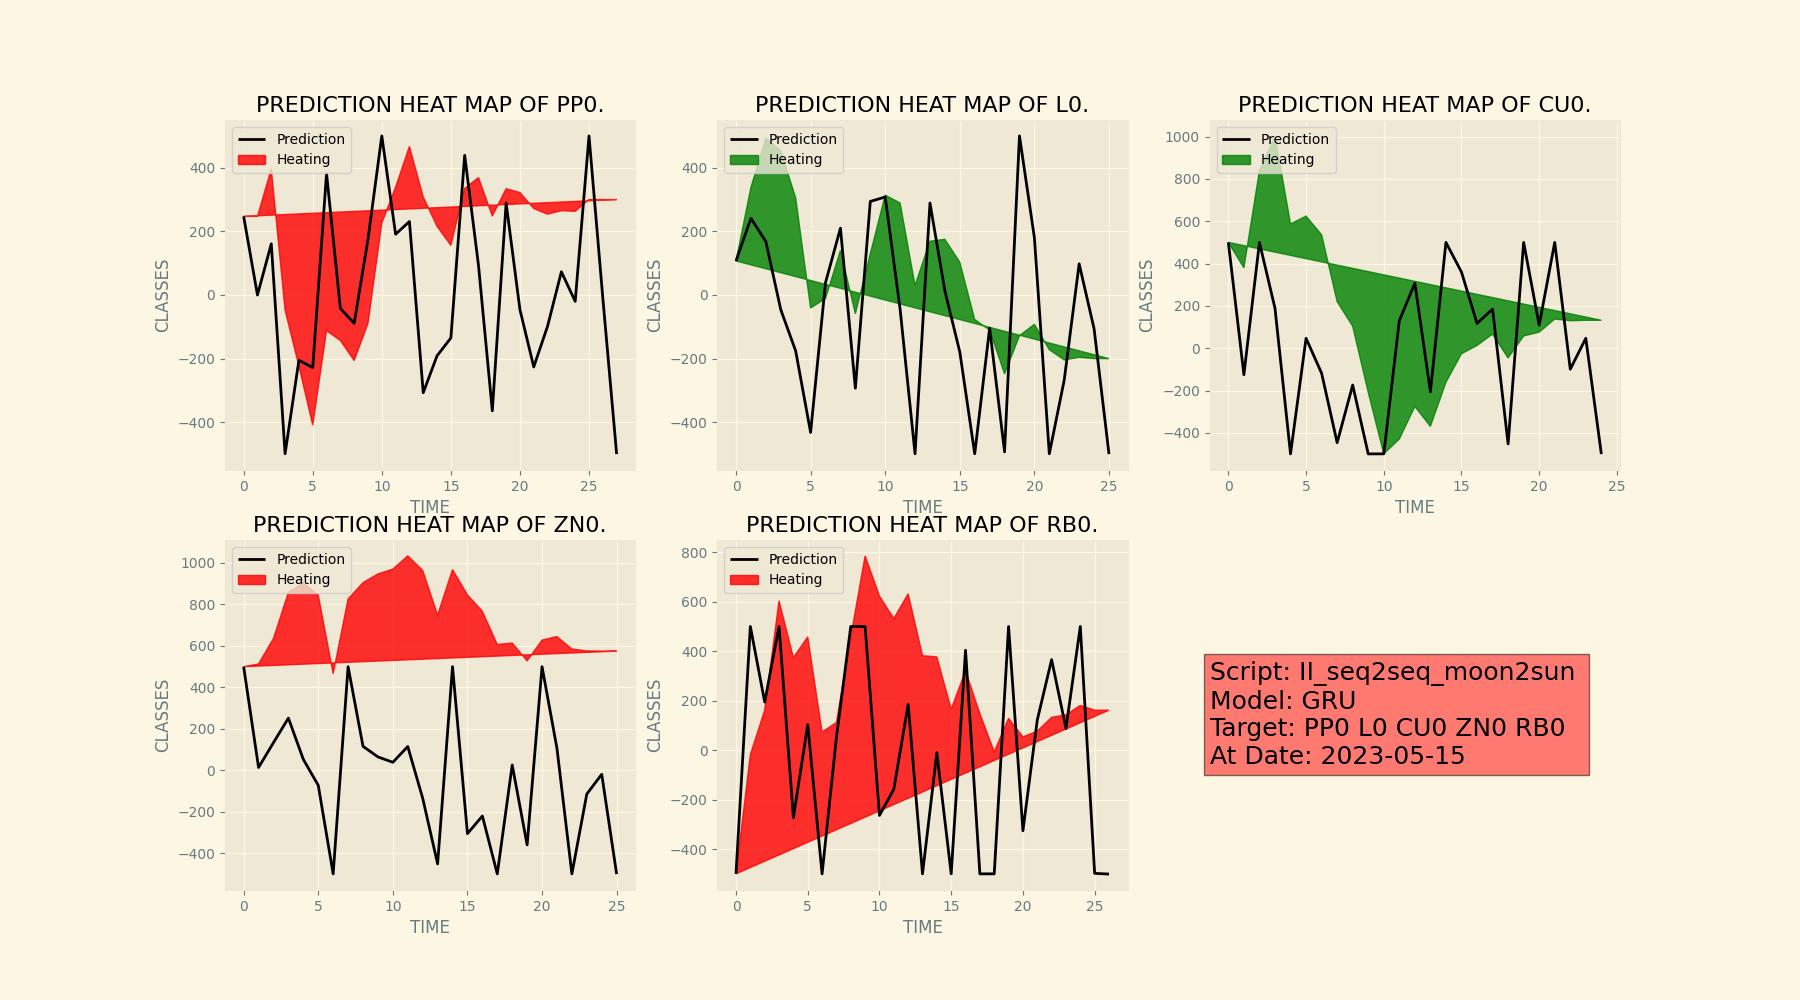 PREDICTION HEAT MAP OF PP0.
Prediction
Heating
400
200
0
−200
−400
CLASSES
0 5 10 15 20 25
TIME
PREDICTION HEAT MAP OF L0.
Prediction
Heating
400
200
0
−200
−400
CLASSES
0 5 10 15 20 25
TIME
PREDICTION HEAT MAP OF CU0.
Prediction
Heating
1000
800
600
400
200
0
−200
−400
CLASSES
0 5 10 15 20 25
TIME
PREDICTION HEAT MAP OF ZN0.
Prediction
Heating
1000
800
600
400
200
0
−200
−400
CLASSES
0 5 10 15 20 25
TIME
PREDICTION HEAT MAP OF RB0.
Prediction
Heating
800
600
400
200
0
−200
−400
CLASSES
0 5 10 15 20 25
TIME
Script: II_seq2seq_moon2sun
Model: GRU
Target: PP0 L0 CU0 ZN0 RB0
At Date: 2023-05-15